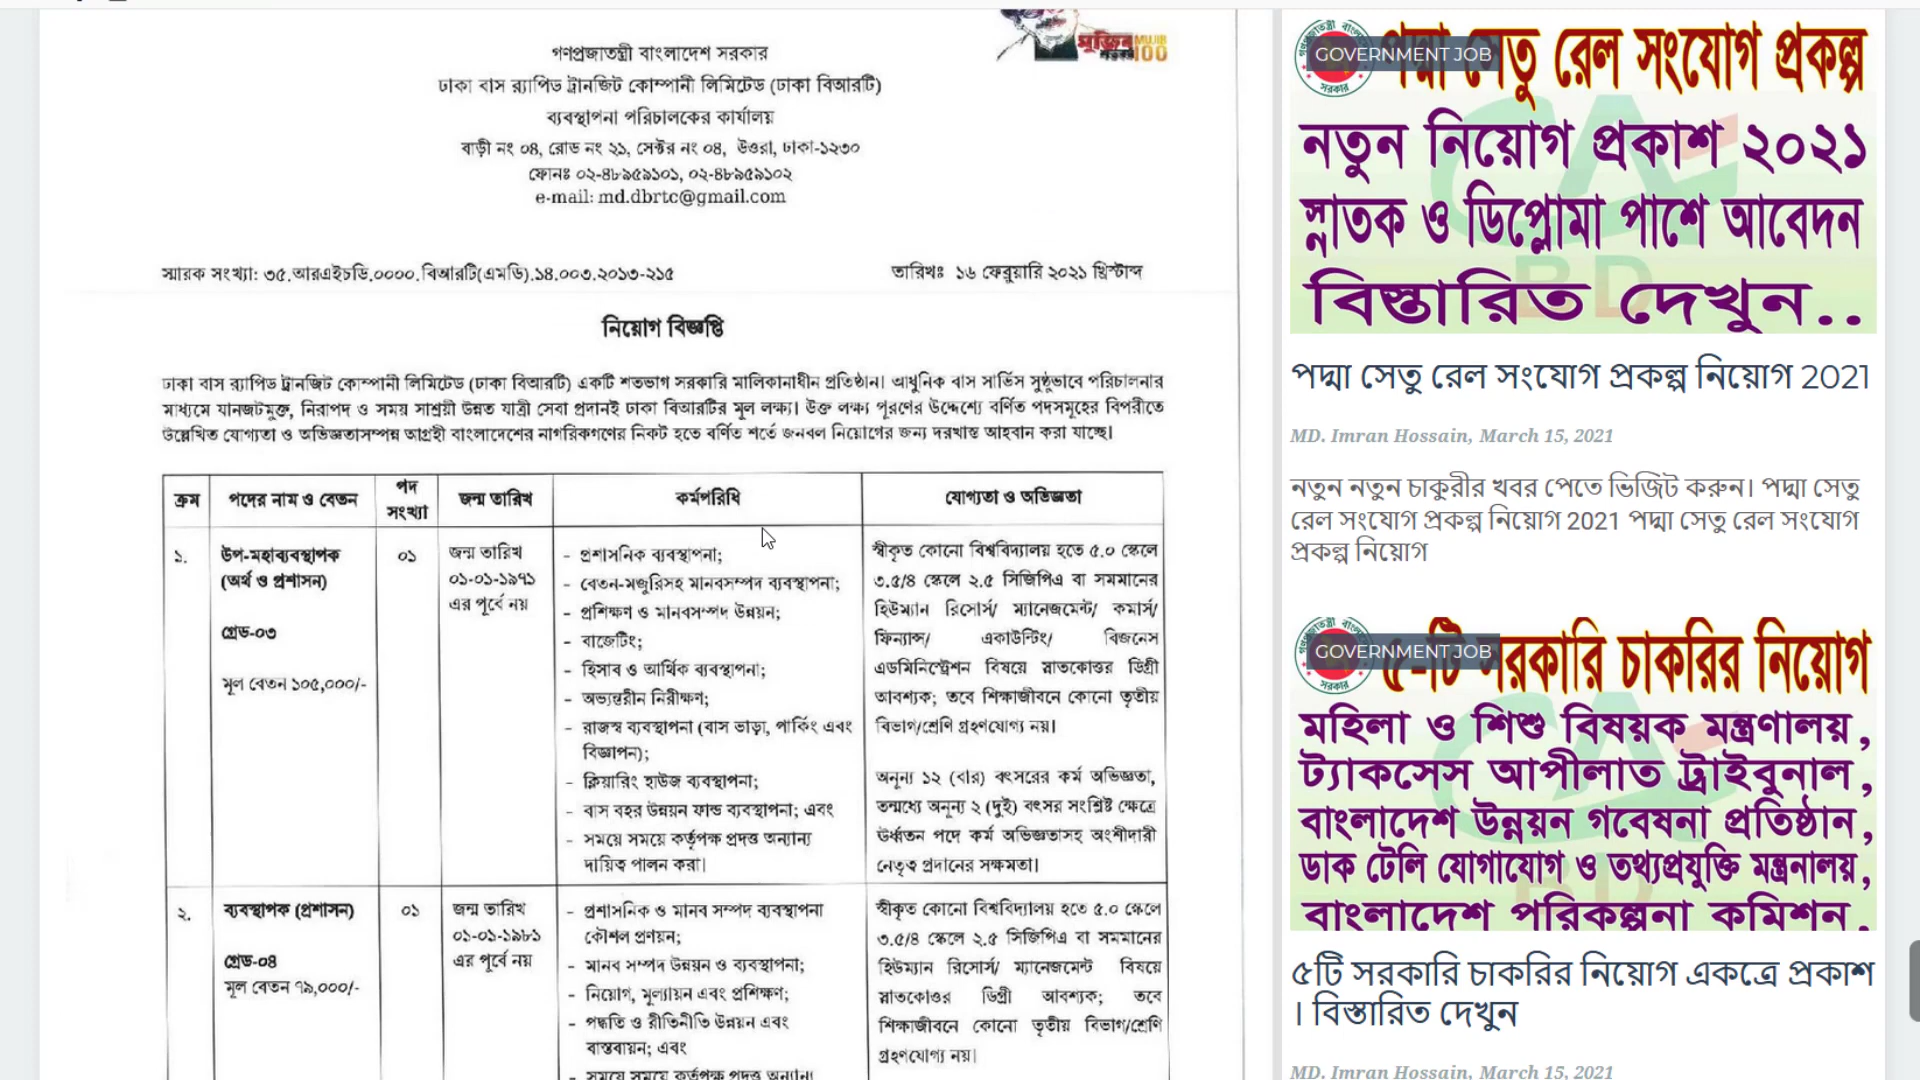 মুজিব MUJIB
100
গণপ্রজাতন্ত্রী বাংলাদেশ সরকার
ঢাকা বাস র‍্যাপিড ট্রানজিট কোম্পানী লিমিটেড (ঢাকা বিআরটি)
ব্যবস্থাপনা পরিচালকের কার্যালয়
বাড়ী নং ০৪, রোড নং ২১, সেক্টর নং ০৪, উত্তরা, ঢাকা-১২৩০
ফোনঃ ০২-৪৮৯৫৯১০১, ০২-৪৮৯৫৯১০২
e-mail: md.dbrtc@gmail.com
স্মারক সংখ্যা: ৩৫.আরএইচডি.০০০০.বিআরটি(এমডি).১৪.০০৩.২০১৩-২১৫
তারিখঃ ১৬ ফেব্রুয়ারি ২০২১ খ্রিস্টাব্দ
নিয়োগ বিজ্ঞপ্তি
ঢাকা বাস র‍্যাপিড ট্রানজিট কোম্পানী লিমিটেড (ঢাকা বিআরটি) একটি শতভাগ সরকারি মালিকানাধীন প্রতিষ্ঠান। আধুনিক বাস সার্ভিস সুষ্ঠুভাবে পরিচালনার
মাধ্যমে যানজটমুক্ত, নিরাপদ ও সময় সাশ্রয়ী উন্নত যাত্রী সেবা প্রদানই ঢাকা বিআরটির মূল লক্ষ্য। উক্ত লক্ষ্য পূরণের উদ্দেশ্যে বর্ণিত পদসমূহের বিপরীতে
উল্লেখিত যোগ্যতা ও অভিজ্ঞতাসম্পন্ন আগ্রহী বাংলাদেশের নাগরিকগণের নিকট হতে বর্ণিত শর্তে জনবল নিয়োগের জন্য দরখাস্ত আহবান করা যাচ্ছে।
ক্রম
পদের নাম ও বেতন
পদ
সংখ্যা
জন্ম তারিখ
কর্মপরিধি
যোগ্যতা ও অভিজ্ঞতা
১.
উপ-মহাব্যবস্থাপক
(অর্থ ও প্রশাসন)
গ্রেড-০৩
মূল বেতন ১০৫,০০০/-
০১
জন্ম তারিখ
০১-০১-১৯৭১
এর পূর্বে নয়
- প্রশাসনিক ব্যবস্থাপনা;
- বেতন-মজুরিসহ মানবসম্পদ ব্যবস্থাপনা;
- প্রশিক্ষণ ও মানবসম্পদ উন্নয়ন;
- বাজেটিং;
- হিসাব ও আর্থিক ব্যবস্থাপনা;
- অভ্যন্তরীন নিরীক্ষণ;
- রাজস্ব ব্যবস্থাপনা (বাস ভাড়া, পার্কিং এবং
বিজ্ঞাপন);
- ক্লিয়ারিং হাউজ ব্যবস্থাপনা;
- বাস বহর উন্নয়ন ফান্ড ব্যবস্থাপনা; এবং
- সময়ে সময়ে কর্তৃপক্ষ প্রদত্ত অন্যান্য
দায়িত্ব পালন করা।
স্বীকৃত কোনো বিশ্ববিদ্যালয় হতে ৫.০ স্কেলে
৩.৫/৪ স্কেলে ২.৫ সিজিপিএ বা সমমানের
হিউম্যান রিসোর্স/ ম্যানেজমেন্ট/ কমার্স/
ফিন্যান্স/ একাউন্টিং/ বিজনেস
এডমিনিস্ট্রেশন বিষয়ে স্নাতকোত্তর ডিগ্রী
আবশ্যক; তবে শিক্ষাজীবনে কোনো তৃতীয়
বিভাগ/শ্রেণি গ্রহণযোগ্য নয়।
অনূন্য ১২ (বার) বৎসরের কর্ম অভিজ্ঞতা,
তন্মধ্যে অনূন্য ২ (দুই) বৎসর সংশ্লিষ্ট ক্ষেত্রে
ঊর্ধ্বতন পদে কর্ম অভিজ্ঞতাসহ অংশীদারী
নেতৃত্ব প্রদানের সক্ষমতা।
২.
ব্যবস্থাপক (প্রশাসন)
গ্রেড-০৪
মূল বেতন ৭৯,০০০/-
০১
জন্ম তারিখ
০১-০১-১৯৮১
এর পূর্বে নয়
- প্রশাসনিক ও মানব সম্পদ ব্যবস্থাপনা
কৌশল প্রণয়ন;
- মানব সম্পদ উন্নয়ন ও ব্যবস্থাপনা;
- নিয়োগ, মূল্যায়ন এবং প্রশিক্ষণ;
- পদ্ধতি ও রীতিনীতি উন্নয়ন এবং
বাস্তবায়ন; এবং
- সময়ে সময়ে কর্তৃপক্ষ প্রদত্ত অন্যান্য
স্বীকৃত কোনো বিশ্ববিদ্যালয় হতে ৫.০ স্কেলে
৩.৫/৪ স্কেলে ২.৫ সিজিপিএ বা সমমানের
হিউম্যান রিসোর্স/ ম্যানেজমেন্ট বিষয়ে
স্নাতকোত্তর ডিগ্রী আবশ্যক; তবে
শিক্ষাজীবনে কোনো তৃতীয় বিভাগ/শ্রেণি
গ্রহণযোগ্য নয়।
GOVERNMENT JOB
পদ্মা সেতু রেল সংযোগ প্রকল্প
নতুন নিয়োগ প্রকাশ ২০২১
স্নাতক ও ডিপ্লোমা পাশে আবেদন
বিস্তারিত দেখুন..
পদ্মা সেতু রেল সংযোগ প্রকল্প নিয়োগ 2021
MD. Imran Hossain, March 15, 2021
নতুন নতুন চাকুরীর খবর পেতে ভিজিট করুন। পদ্মা সেতু
রেল সংযোগ প্রকল্প নিয়োগ 2021 পদ্মা সেতু রেল সংযোগ
প্রকল্প নিয়োগ
GOVERNMENT JOB
৫-টি সরকারি চাকরির নিয়োগ
মহিলা ও শিশু বিষয়ক মন্ত্রণালয়,
ট্যাকসেস আপীলাত ট্রাইবুনাল,
বাংলাদেশ উন্নয়ন গবেষনা প্রতিষ্ঠান,
ডাক টেলি যোগাযোগ ও তথ্যপ্রযুক্তি মন্ত্রনালয়,
বাংলাদেশ পরিকল্পনা কমিশন,
৫টি সরকারি চাকরির নিয়োগ একত্রে প্রকাশ
। বিস্তারিত দেখুন
MD. Imran Hossain, March 15, 2021